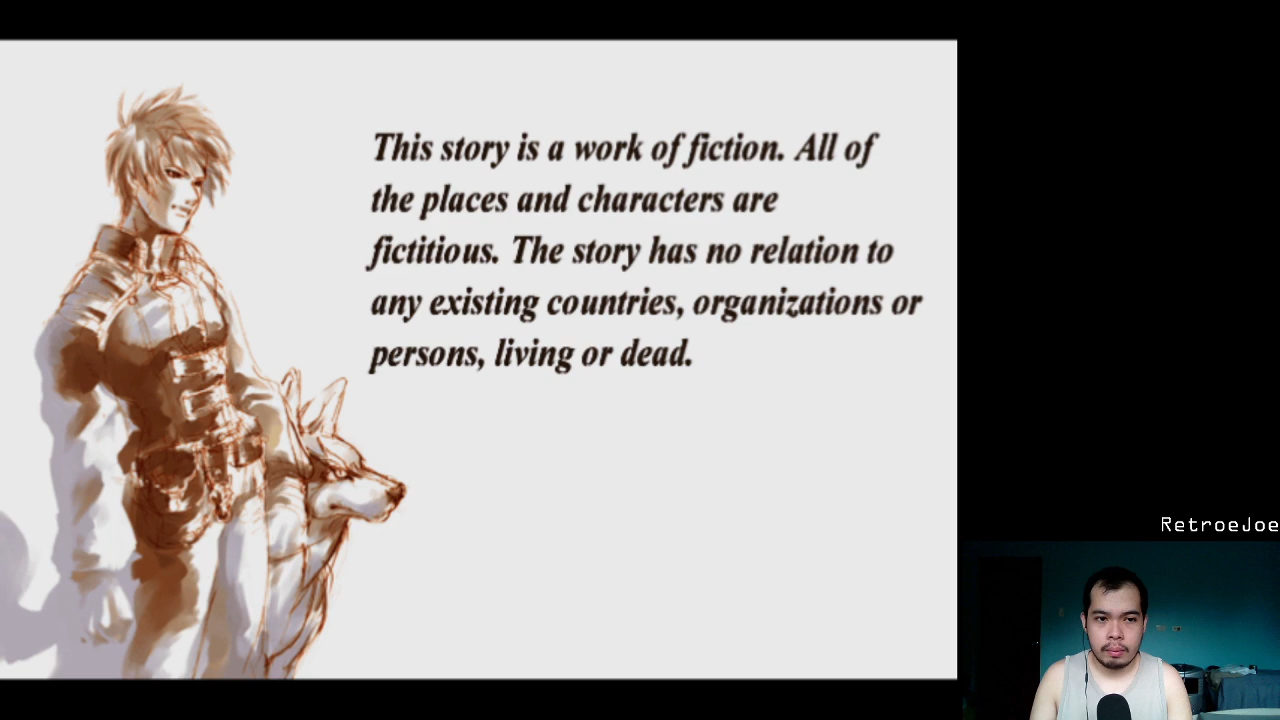 This story is a work of fiction. All of
the places and characters are
fictitious. The story has no relation to
any existing countries, organizations or
persons, living or dead.
RetroeJoe